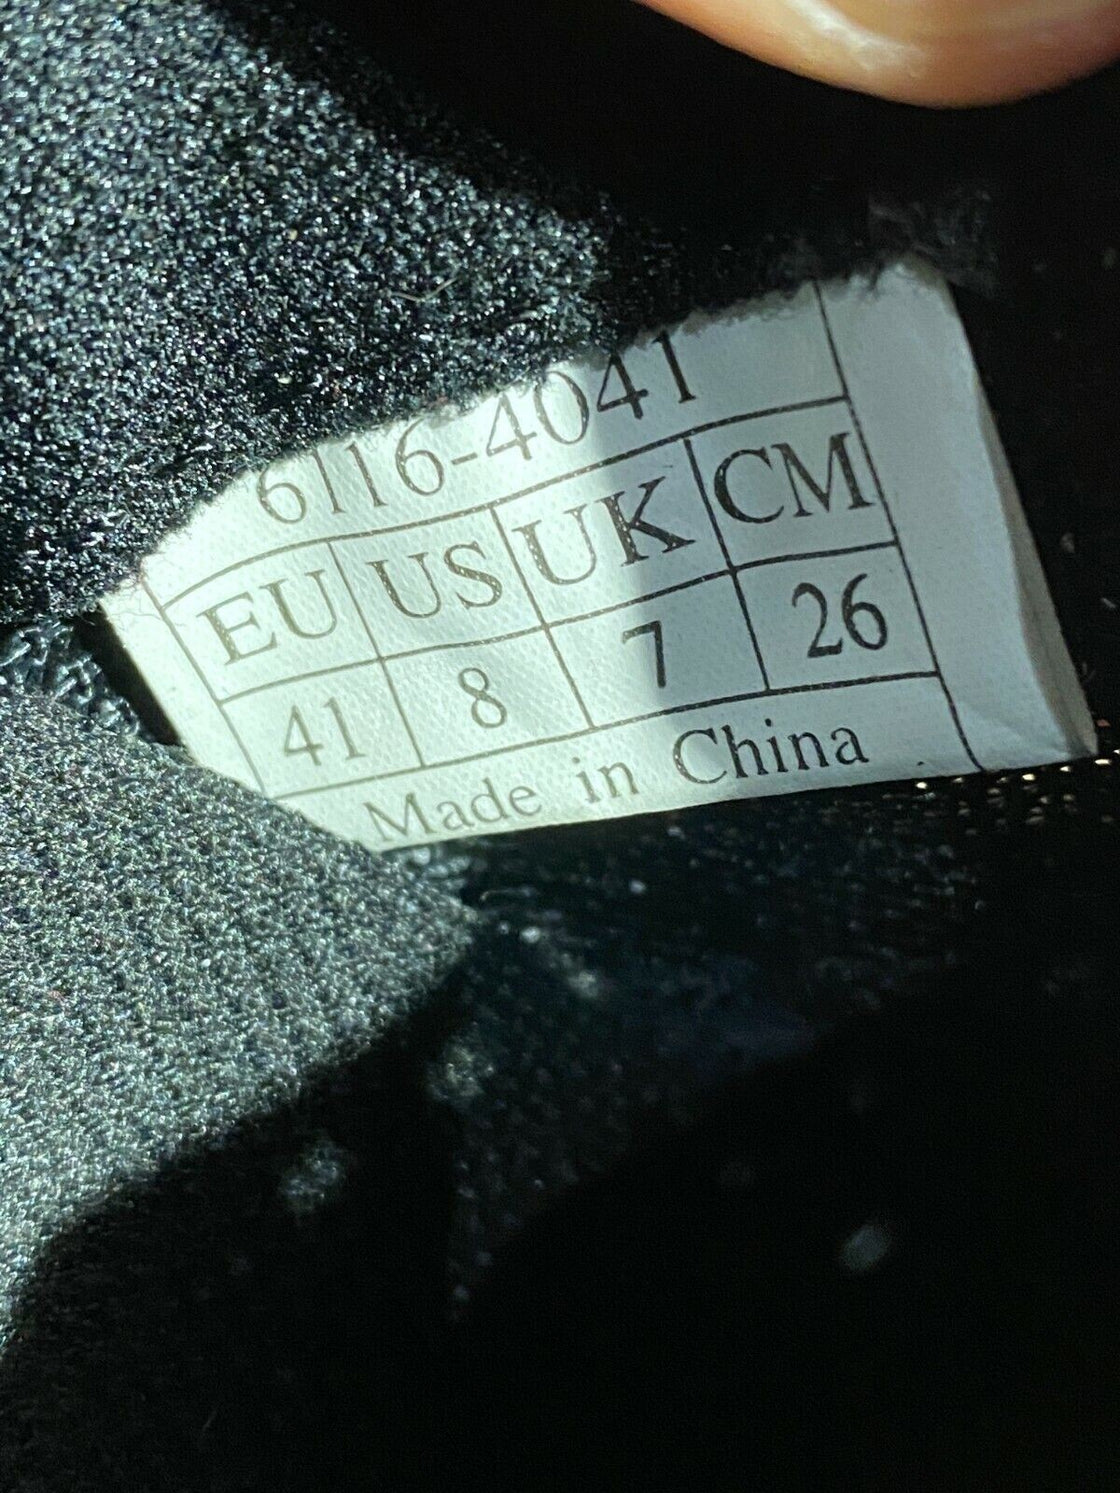 6116-4041
EU US UK CM
41 8 7 26
Made in China